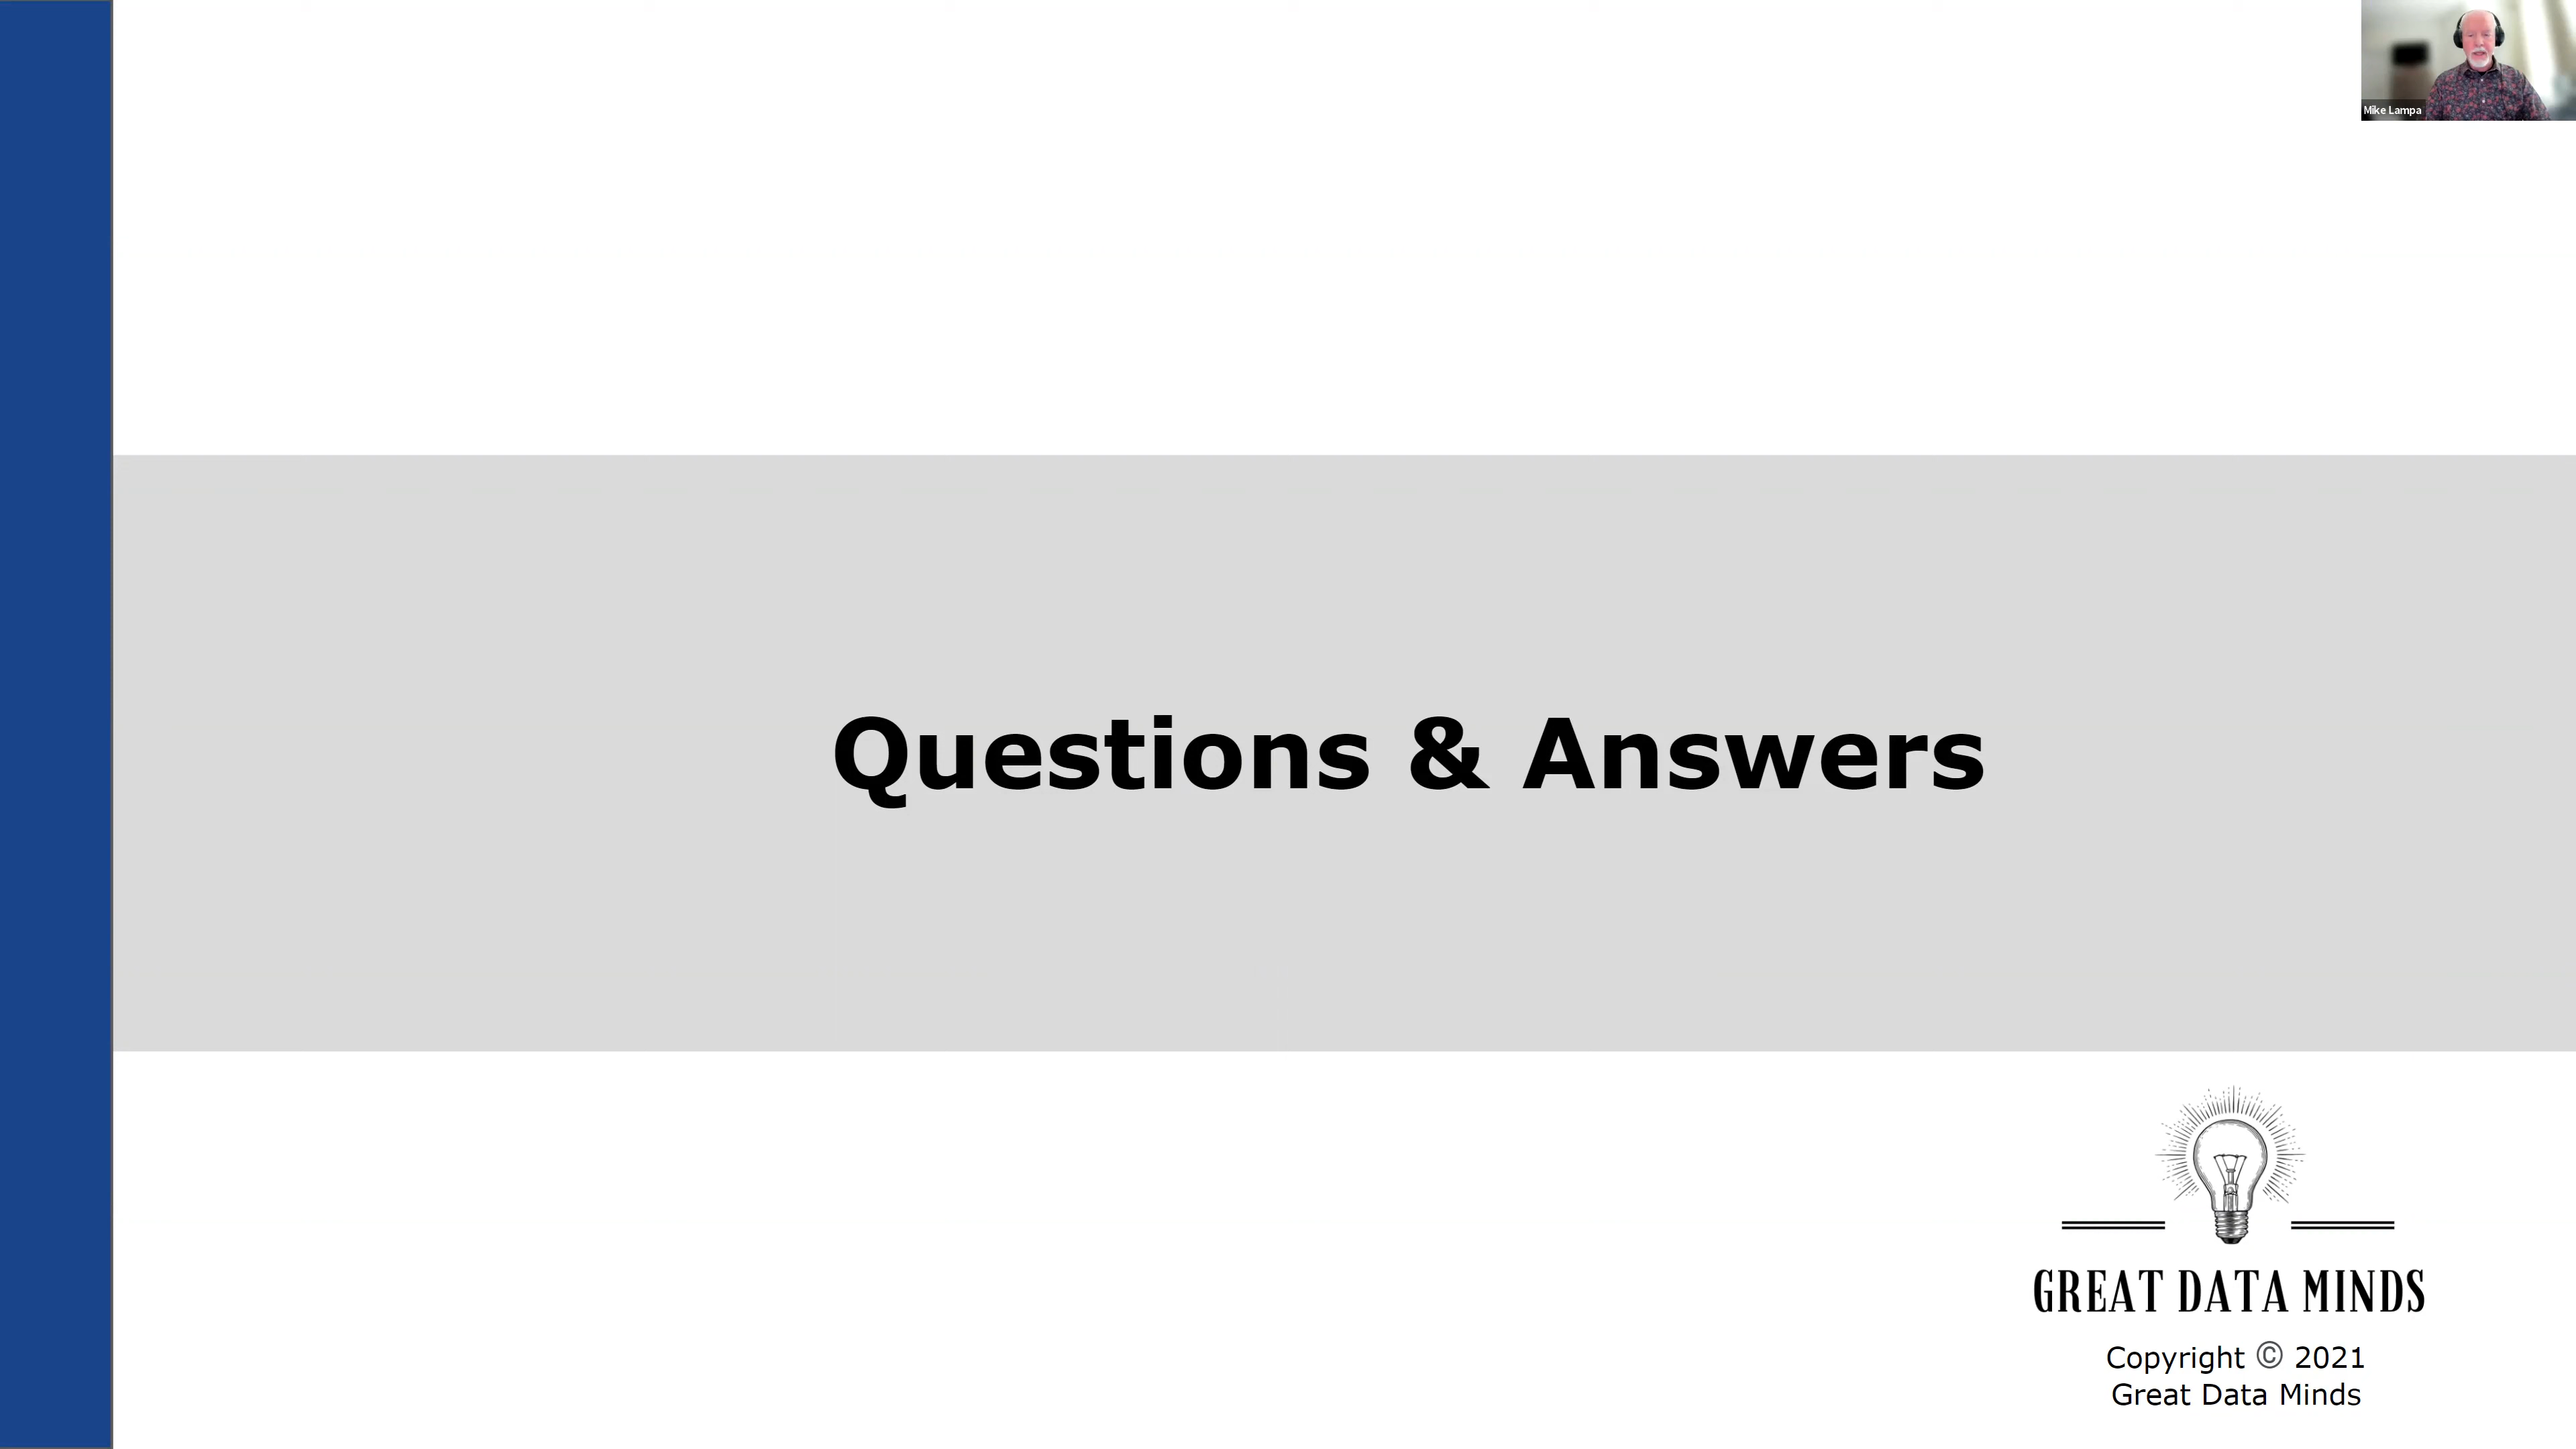 Mike Lampa
Questions & Answers
GREAT DATA MINDS
Copyright © 2021
Great Data Minds